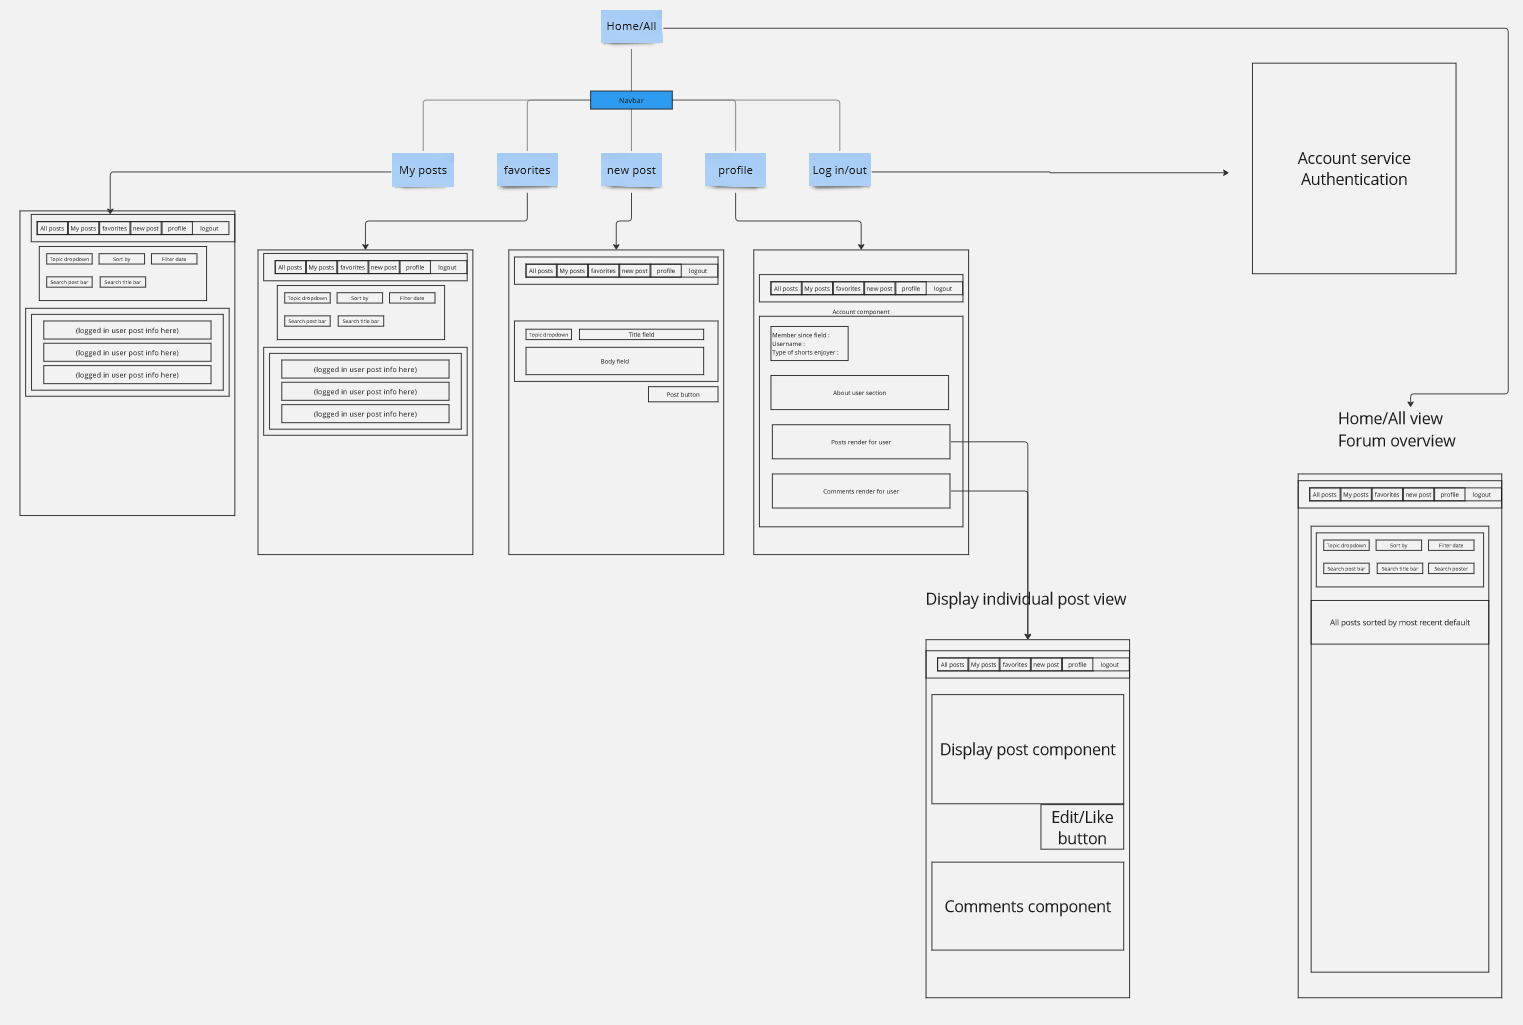 Home/All
Navbar
My posts
favorites
new post
profile
Log in/out
Account service
Authentication
All posts
My posts
favorites
new post
profile
logout
Topic dropdown
Sort by
Filter date
Search post bar
Search title bar
(logged in user post info here)
(logged in user post info here)
(logged in user post info here)
All posts
My posts
favorites
new post
profile
logout
Topic dropdown
Sort by
Filter date
Search post bar
Search title bar
(logged in user post info here)
(logged in user post info here)
(logged in user post info here)
All posts
My posts
favorites
new post
profile
logout
Topic dropdown
Title field
Body field
Post button
All posts
My posts
favorites
new post
profile
logout
Account component
Member since field :
Username :
Type of shorts enjoyer :
About user section
Posts render for user
Comments render for user
Display individual post view
All posts
My posts
favorites
new post
profile
logout
Display post component
Edit/Like
button
Comments component
Home/All view
Forum overview
All posts
My posts
favorites
new post
profile
logout
Topic dropdown
Sort by
Filter date
Search post bar
Search title bar
Search poster
All posts sorted by most recent default